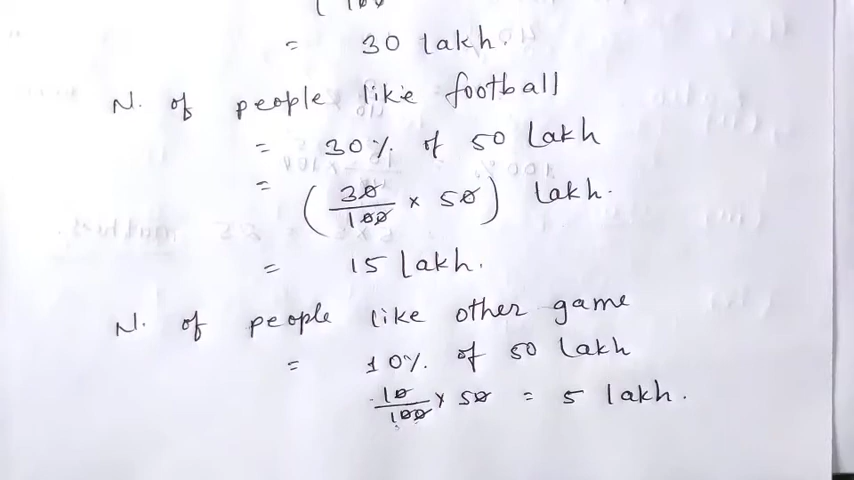 ( 100
= 30 lakh.
N. of people like football
= 30% of 50 lakh
= ( 30/100 × 50 ) lakh.
= 15 lakh.
N. of people like other game
= 10% of 50 lakh
10/100 × 50 = 5 lakh.